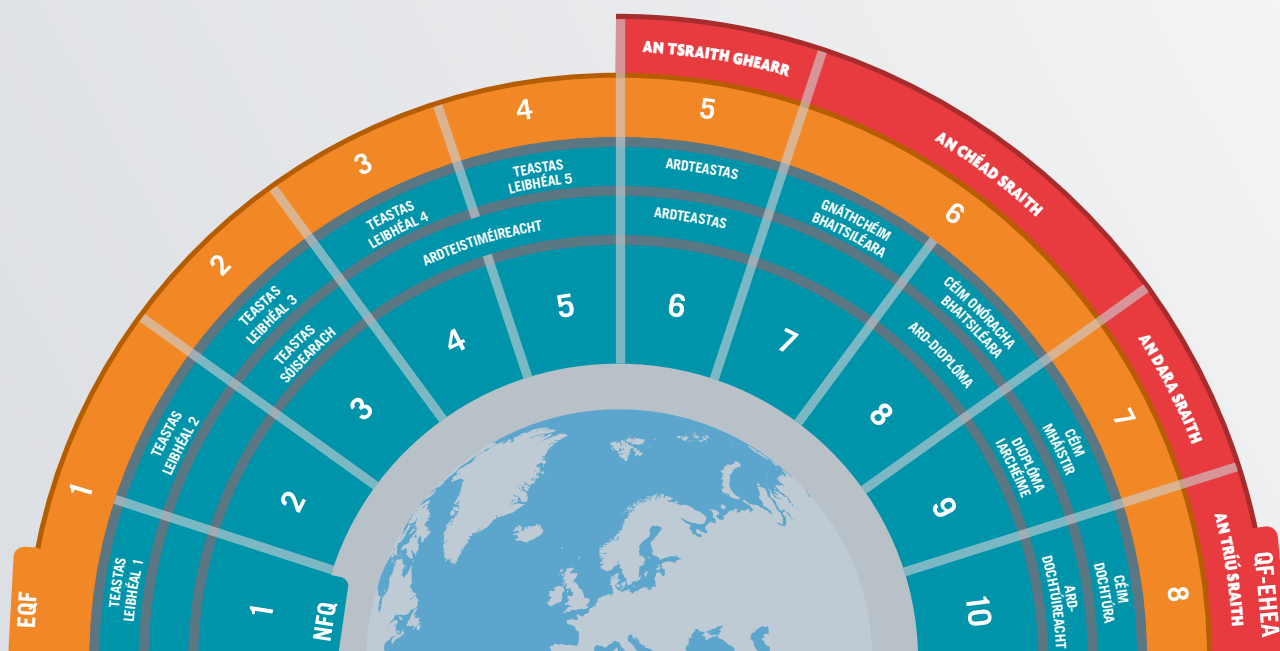 AN TSRAITH GHEARR
AN CHÉAD SRAITH
AN DARA SRAITH
AN TRÍÚ SRAITH
QF-EHEA
EQF
1
2
3
4
5
6
7
8
TEASTAS
LEIBHÉAL 1
TEASTAS
LEIBHÉAL 2
TEASTAS
LEIBHÉAL 3
TEASTAS
LEIBHÉAL 4
TEASTAS
LEIBHÉAL 5
ARDTEASTAS
GNÁTHCHÉIM
BHAITSILÉARA
CÉIM ONÓRACHA
BHAITSILÉARA
CÉIM
MHÁISTIR
CÉIM
DOCHTÚRA
TEASTAS
SÓISEARACH
ARDTEISTIMÉIREACHT
ARDTEASTAS
ARD-DIOPLÓMA
DIOPLÓMA
IARCHÉIME
ARD-
DOCHTÚIREACHT
NFQ
1
2
3
4
5
6
7
8
9
10